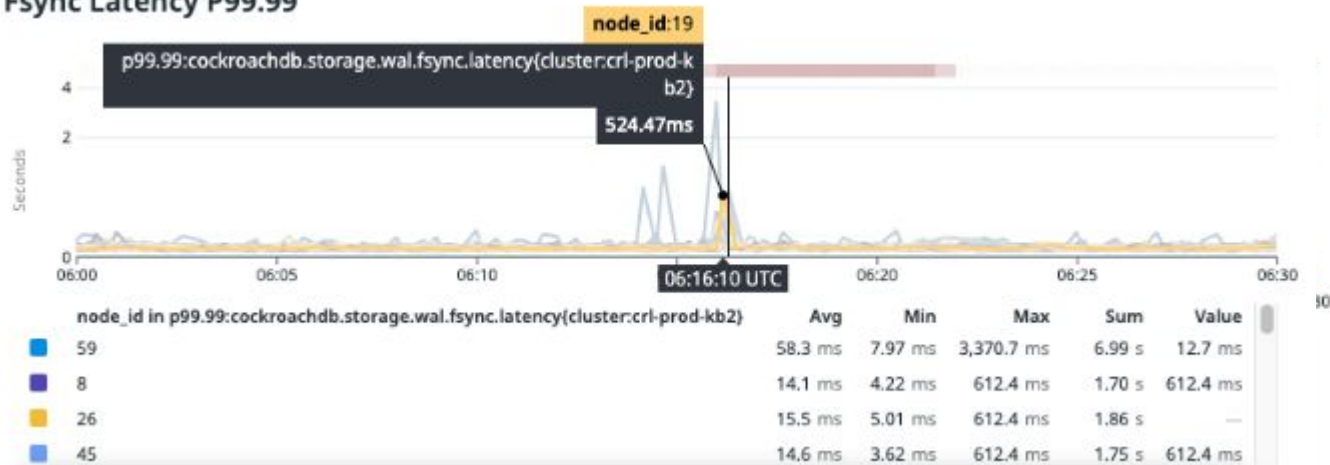 Fsync Latency P99.99
node_id:19
p99.99:cockroachdb.storage.wal.fsync.latency{cluster:crl-prod-k
b2}
524.47ms
4
2
0
Seconds
06:00 06:05 06:10 06:16:10 UTC 06:20 06:25 06:30
30
node_id in p99.99:cockroachdb.storage.wal.fsync.latency{cluster:crl-prod-kb2} Avg Min Max Sum Value
59 58.3 ms 7.97 ms 3,370.7 ms 6.99 s 12.7 ms
8 14.1 ms 4.22 ms 612.4 ms 1.70 s 612.4 ms
26 15.5 ms 5.01 ms 612.4 ms 1.86 s —
45 14.6 ms 3.62 ms 612.4 ms 1.75 s 612.4 ms